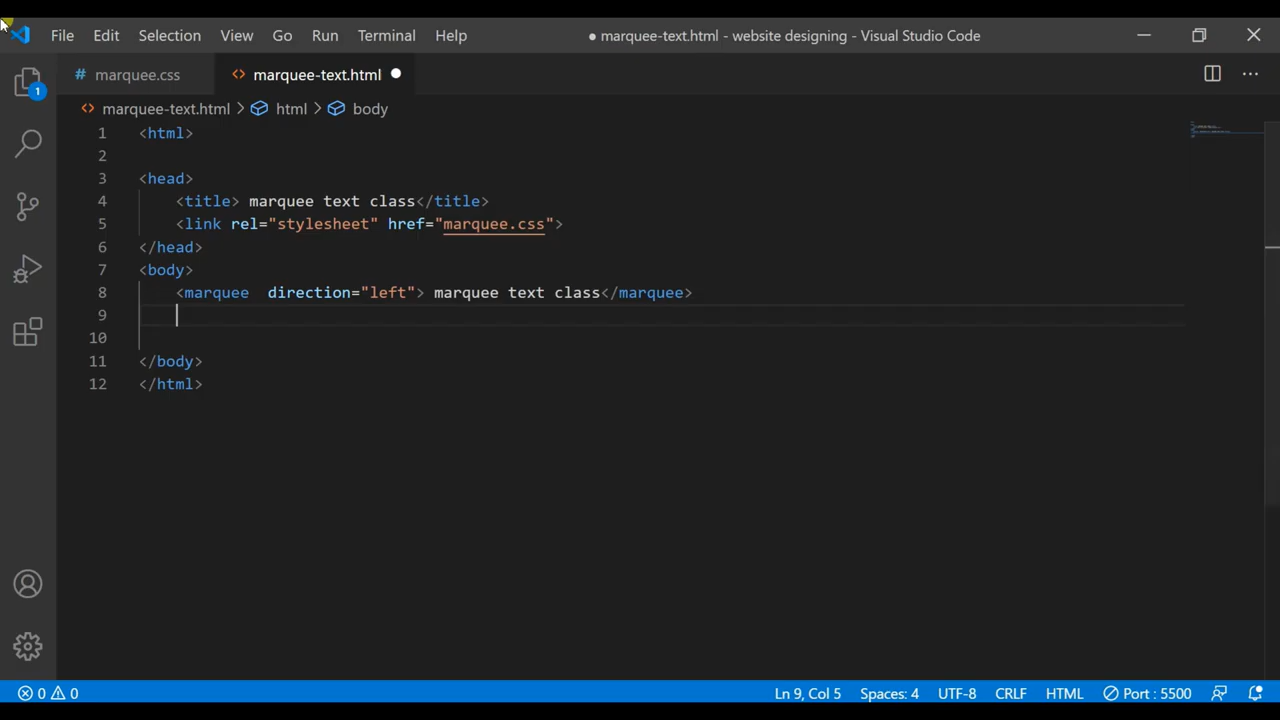 File Edit Selection View Go Run Terminal Help ● marquee-text.html - website designing - Visual Studio Code
# marquee.css <> marquee-text.html ●
<> marquee-text.html > html > body
1 <html>
2
3 <head>
4 <title> marquee text class</title>
5 <link rel="stylesheet" href="marquee.css">
6 </head>
7 <body>
8 <marquee  direction="left"> marquee text class</marquee>
9
10
11 </body>
12 </html>
1
0 0 Ln 9, Col 5 Spaces: 4 UTF-8 CRLF HTML Port : 5500